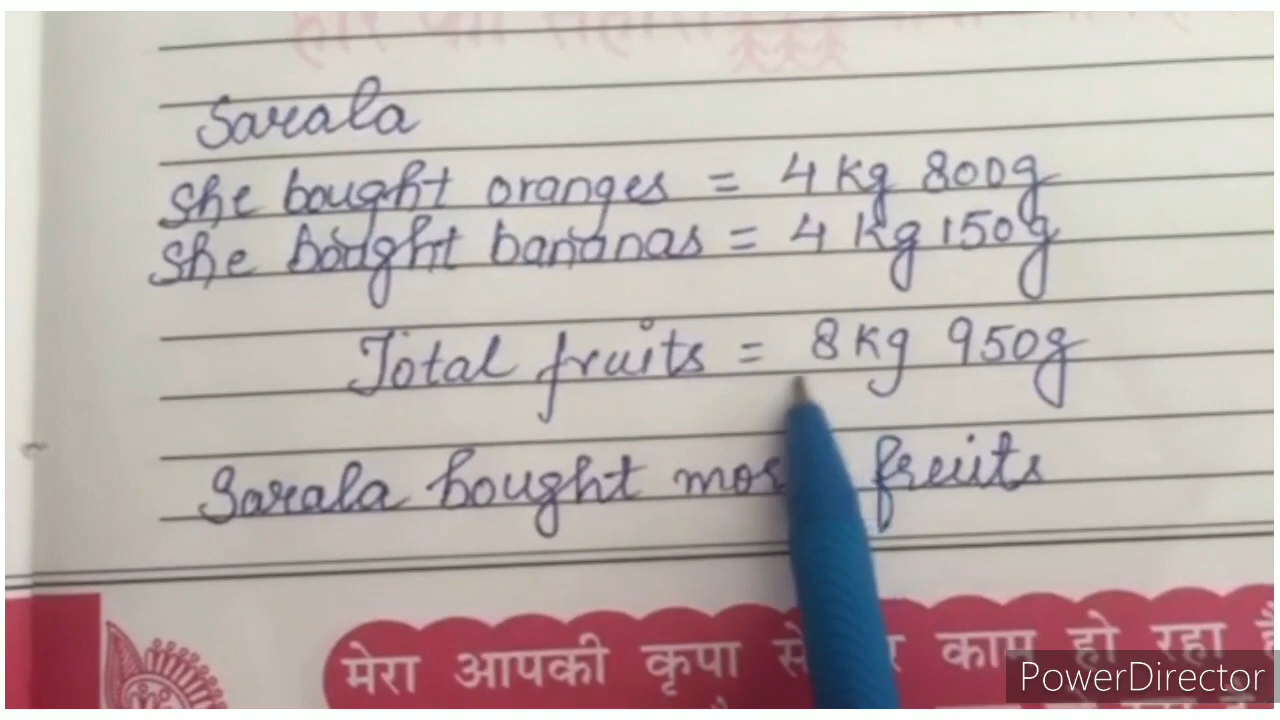 Sarala
She bought oranges = 4 kg 800g
She bought bananas = 4 kg 150g
Total fruits = 8 kg 950g
Sarala bought fruits
मेरा आपकी कृपा से काम हो रहा
PowerDirector